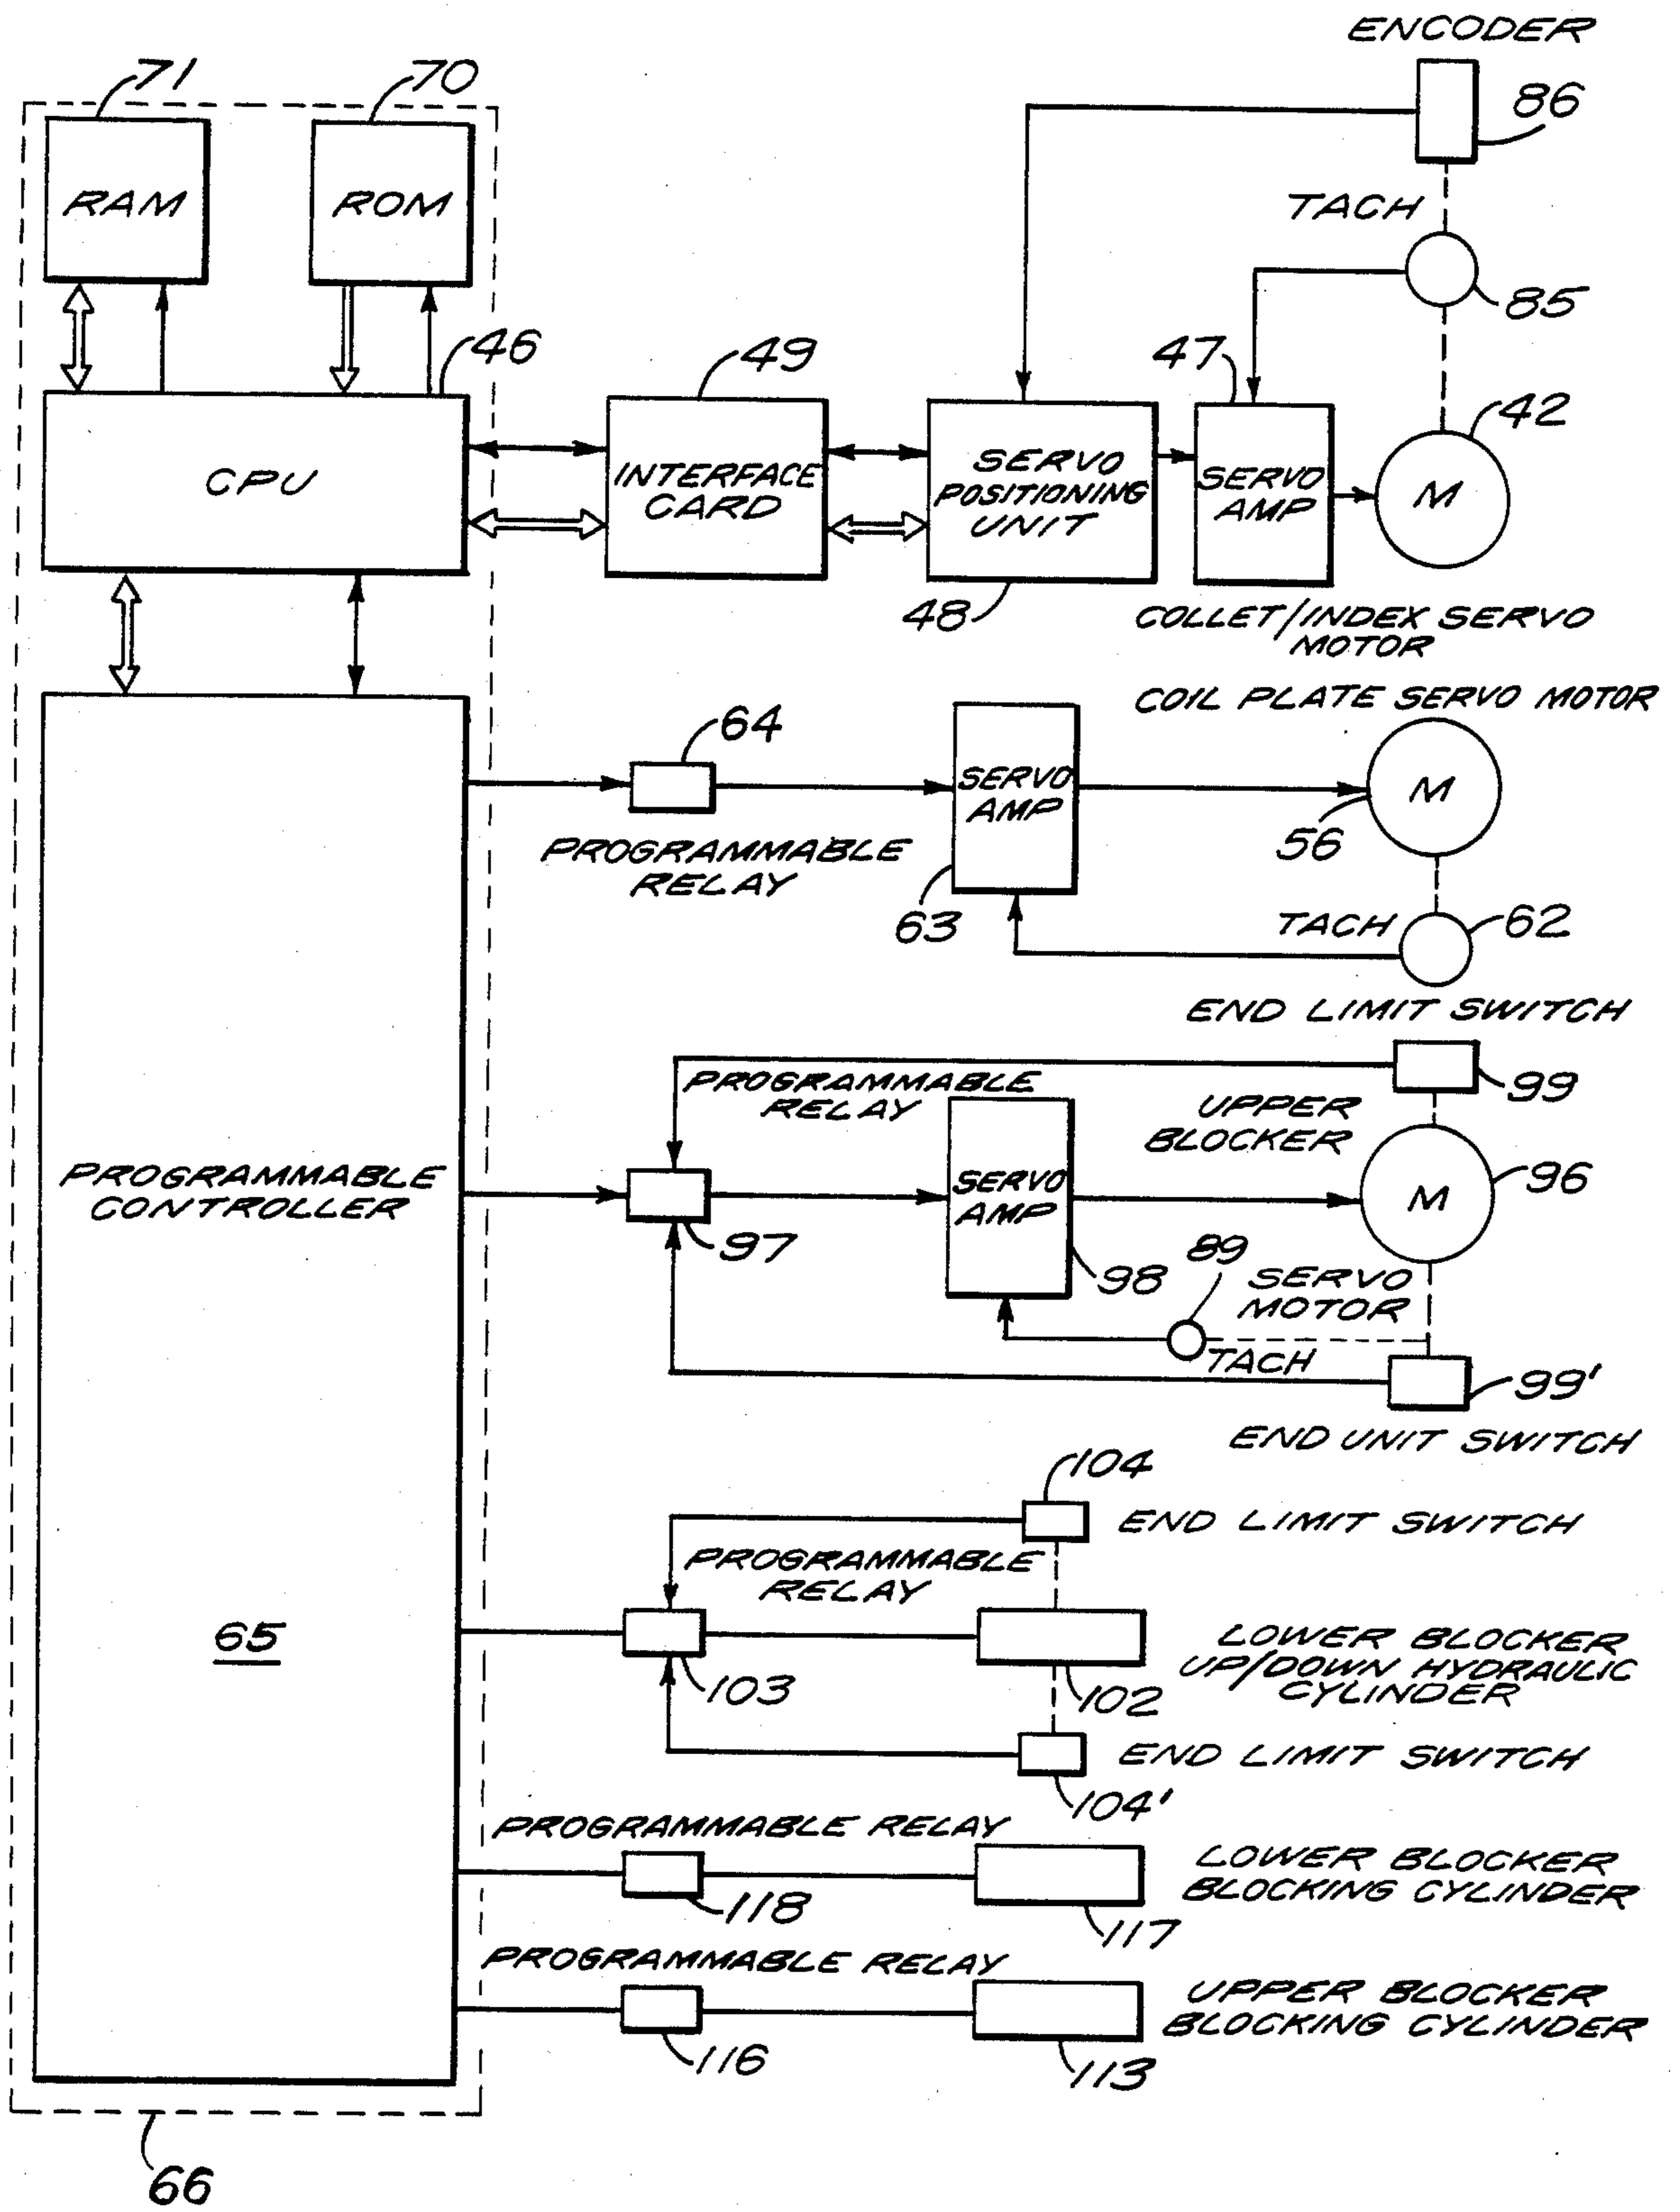 ENCODER
71
70
86
RAM
ROM
TACH
85
46
49
47
42
CPU
INTERFACE
CARD
SERVO
POSITIONING
UNIT
SERVO
AMP
M
48
COLLET/INDEX SERVO
MOTOR
COIL PLATE SERVO MOTOR
64
SERVO
AMP
M
PROGRAMMABLE
RELAY
56
63
TACH
62
END LIMIT SWITCH
PROGRAMMABLE
RELAY
99
UPPER
BLOCKER
PROGRAMMABLE
CONTROLLER
SERVO
AMP
M
96
97
98
89
SERVO
MOTOR
TACH
99'
END UNIT SWITCH
104
END LIMIT SWITCH
PROGRAMMABLE
RELAY
65
LOWER BLOCKER
UP/DOWN HYDRAULIC
CYLINDER
103
102
END LIMIT SWITCH
104'
PROGRAMMABLE RELAY
LOWER BLOCKER
BLOCKING CYLINDER
118
117
PROGRAMMABLE RELAY
UPPER BLOCKER
BLOCKING CYLINDER
116
113
66